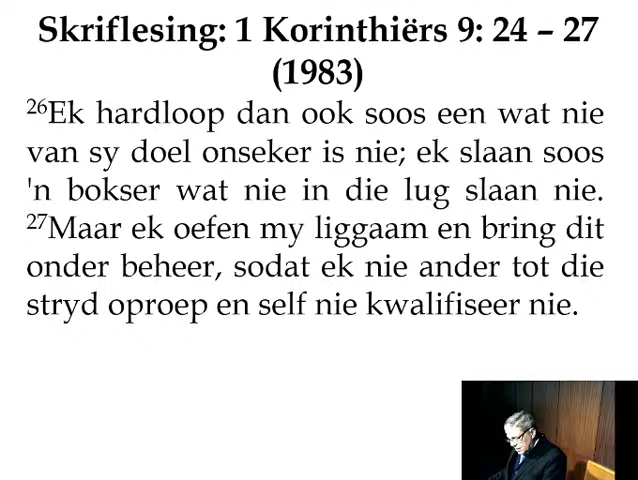 Skriflesing: 1 Korinthiërs 9: 24 – 27
(1983)
26Ek hardloop dan ook soos een wat nie
van sy doel onseker is nie; ek slaan soos
'n bokser wat nie in die lug slaan nie.
27Maar ek oefen my liggaam en bring dit
onder beheer, sodat ek nie ander tot die
stryd oproep en self nie kwalifiseer nie.